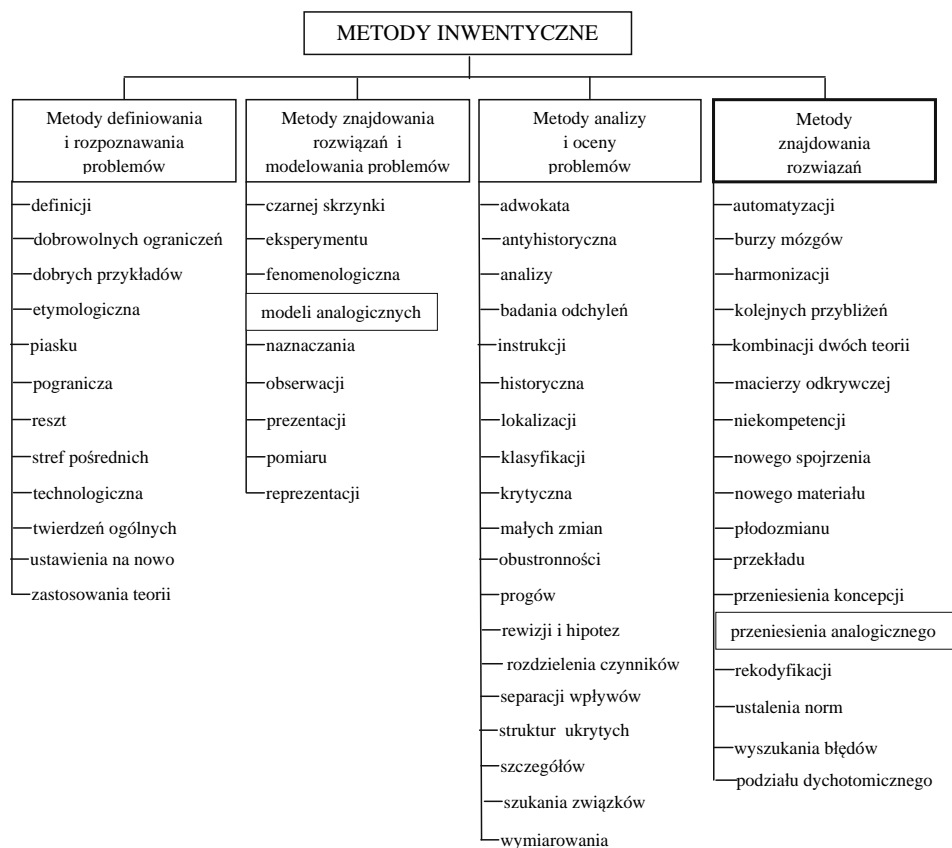 METODY INWENTYCZNE
Metody definiowania
i rozpoznawania
problemów
definicji
dobrowolnych ograniczeń
dobrych przykładów
etymologiczna
piasku
pogranicza
reszt
stref pośrednich
technologiczna
twierdzeń ogólnych
ustawienia na nowo
zastosowania teorii
Metody znajdowania
rozwiązań i
modelowania problemów
czarnej skrzynki
eksperymentu
fenomenologiczna
modeli analogicznych
naznaczania
obserwacji
prezentacji
pomiaru
reprezentacji
Metody analizy
i oceny
problemów
adwokata
antyhistoryczna
analizy
badania odchyleń
instrukcji
historyczna
lokalizacji
klasyfikacji
krytyczna
małych zmian
obustronności
progów
rewizji i hipotez
rozdzielenia czynników
separacji wpływów
struktur ukrytych
szczegółów
szukania związków
wymiarowania
Metody
znajdowania
rozwiązań
automatyzacji
burzy mózgów
harmonizacji
kolejnych przybliżeń
kombinacji dwóch teorii
macierzy odkrywczej
niekompetencji
nowego spojrzenia
nowego materiału
płodozmianu
przekładu
przeniesienia koncepcji
przeniesienia analogicznego
rekodyfikacji
ustalenia norm
wyszukania błędów
podziału dychotomicznego